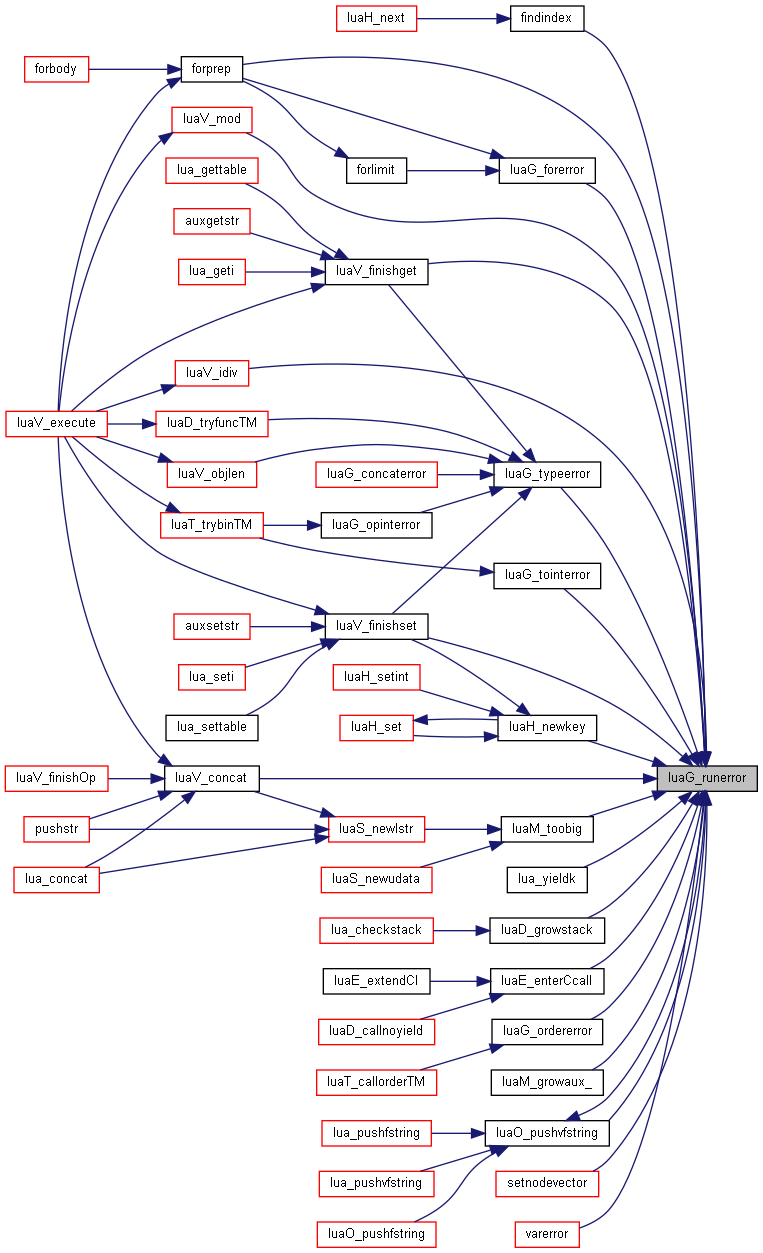 luaH_next
findindex
forbody
forprep
luaV_mod
lua_gettable
forlimit
luaG_forerror
auxgetstr
lua_geti
luaV_finishget
luaV_idiv
luaV_execute
luaD_tryfuncTM
luaV_objlen
luaG_concaterror
luaG_typeerror
luaT_trybinTM
luaG_opinterror
luaG_tointerror
auxsetstr
luaV_finishset
lua_seti
luaH_setint
lua_settable
luaH_set
luaH_newkey
luaV_finishOp
luaV_concat
luaG_runerror
pushstr
luaS_newlstr
luaM_toobig
lua_concat
luaS_newudata
lua_yieldk
lua_checkstack
luaD_growstack
luaE_extendCI
luaE_enterCcall
luaD_callnoyield
luaG_ordererror
luaT_callorderTM
luaM_growaux_
lua_pushfstring
luaO_pushvfstring
lua_pushvfstring
setnodevector
luaO_pushfstring
varerror